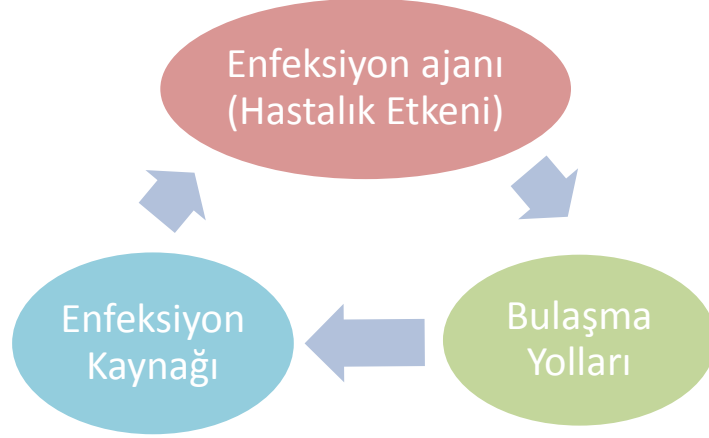 Enfeksiyon ajanı
(Hastalık Etkeni)
Enfeksiyon
Kaynağı
Bulaşma
Yolları